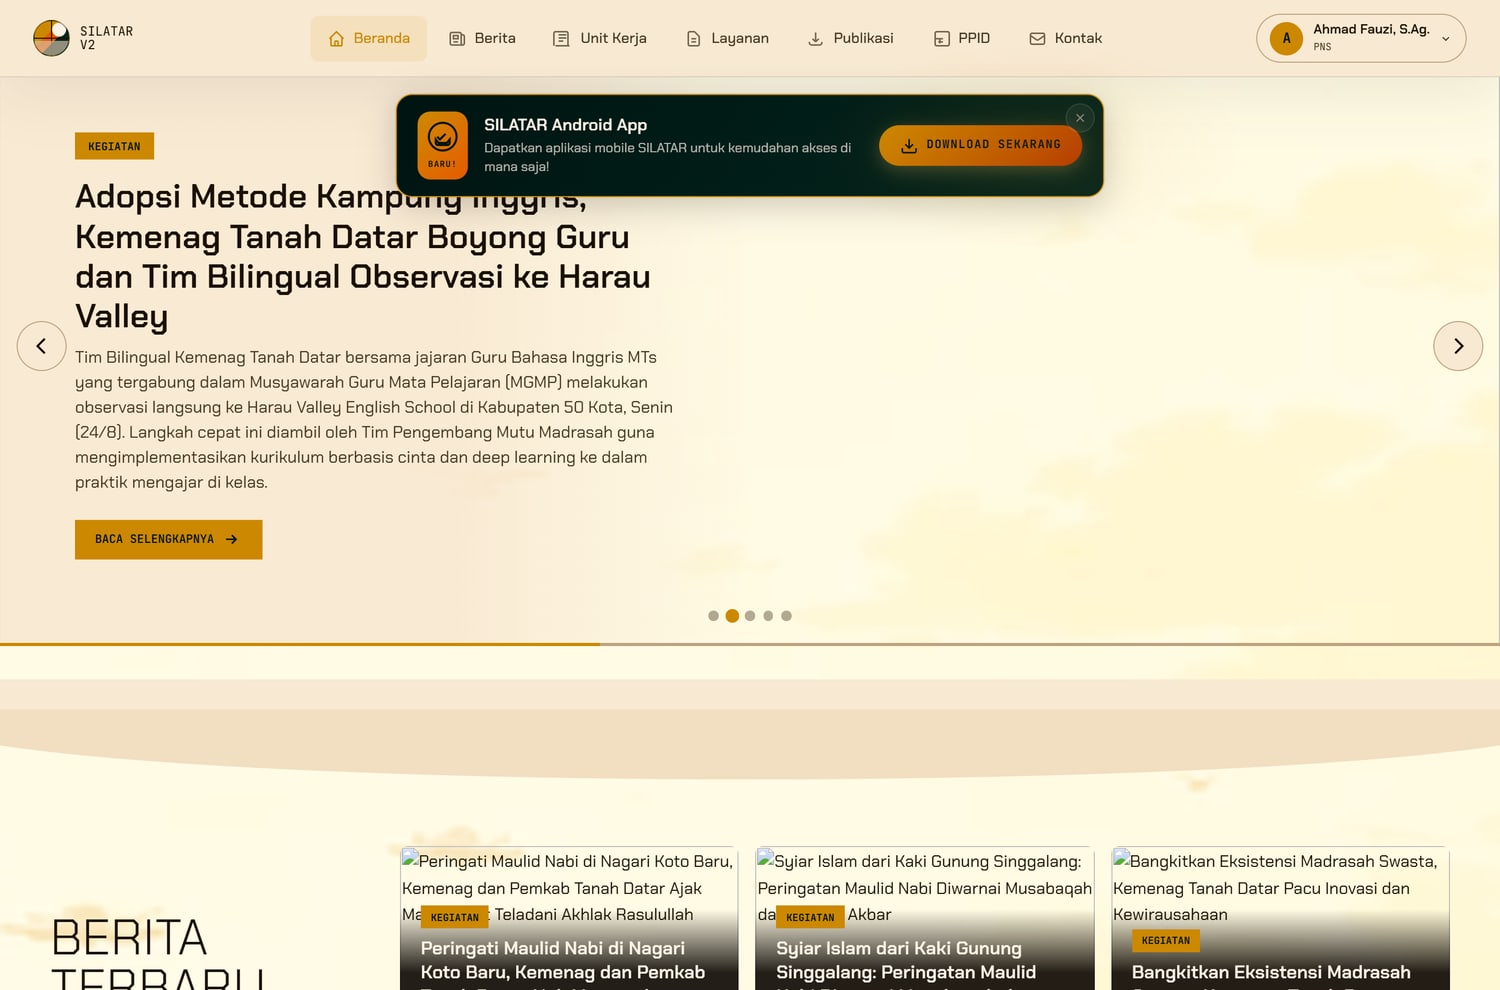 SILATAR
V2
Beranda
Berita
Unit Kerja
Layanan
Publikasi
PPID
Kontak
A
Ahmad Fauzi, S.Ag.
PNS
BARU!
SILATAR Android App
Dapatkan aplikasi mobile SILATAR untuk kemudahan akses di
mana saja!
DOWNLOAD SEKARANG
KEGIATAN
Adopsi Metode Kampung Inggris,
Kemenag Tanah Datar Boyong Guru
dan Tim Bilingual Observasi ke Harau
Valley
Tim Bilingual Kemenag Tanah Datar bersama jajaran Guru Bahasa Inggris MTs
yang tergabung dalam Musyawarah Guru Mata Pelajaran (MGMP) melakukan
observasi langsung ke Harau Valley English School di Kabupaten 50 Kota, Senin
(24/8). Langkah cepat ini diambil oleh Tim Pengembang Mutu Madrasah guna
mengimplementasikan kurikulum berbasis cinta dan deep learning ke dalam
praktik mengajar di kelas.
BACA SELENGKAPNYA
BERITA
TERBARU
Peringati Maulid Nabi di Nagari Koto Baru,
Kemenag dan Pemkab Tanah Datar Ajak
Teladani Akhlak Rasulullah
KEGIATAN
Peringati Maulid Nabi di Nagari
Koto Baru, Kemenag dan Pemkab
Syiar Islam dari Kaki Gunung Singgalang:
Peringatan Maulid Nabi Diwarnai Musabaqah
Akbar
KEGIATAN
Syiar Islam dari Kaki Gunung
Singgalang: Peringatan Maulid
Bangkitkan Eksistensi Madrasah Swasta,
Kemenag Tanah Datar Pacu Inovasi dan
Kewirausahaan
KEGIATAN
Bangkitkan Eksistensi Madrasah